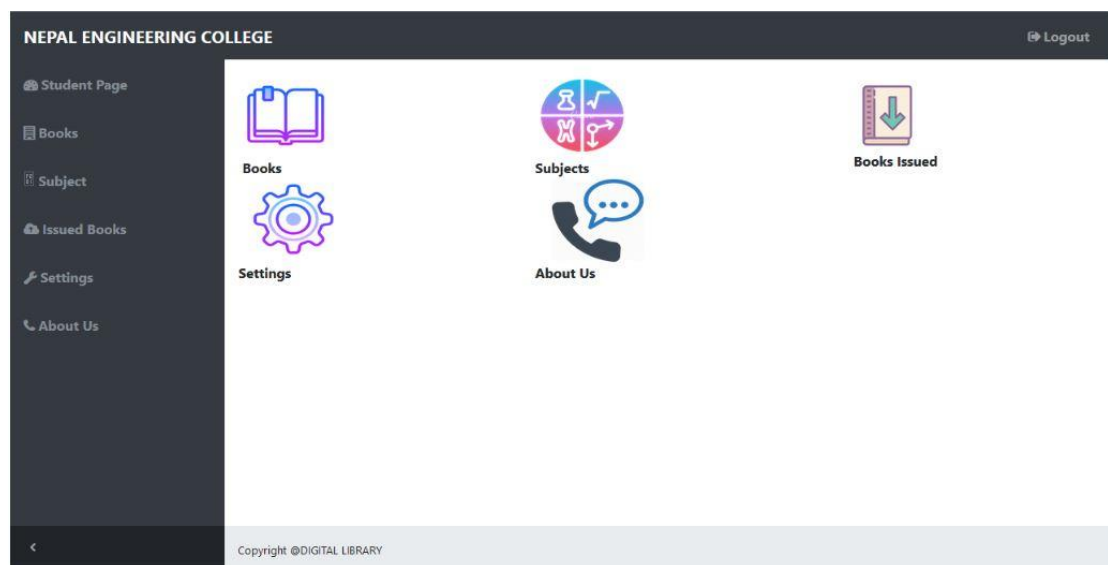 NEPAL ENGINEERING COLLEGE
Logout
Student Page
Books
Subject
Issued Books
Settings
About Us
Books
Subjects
Books Issued
Settings
About Us
Copyright @DIGITAL LIBRARY